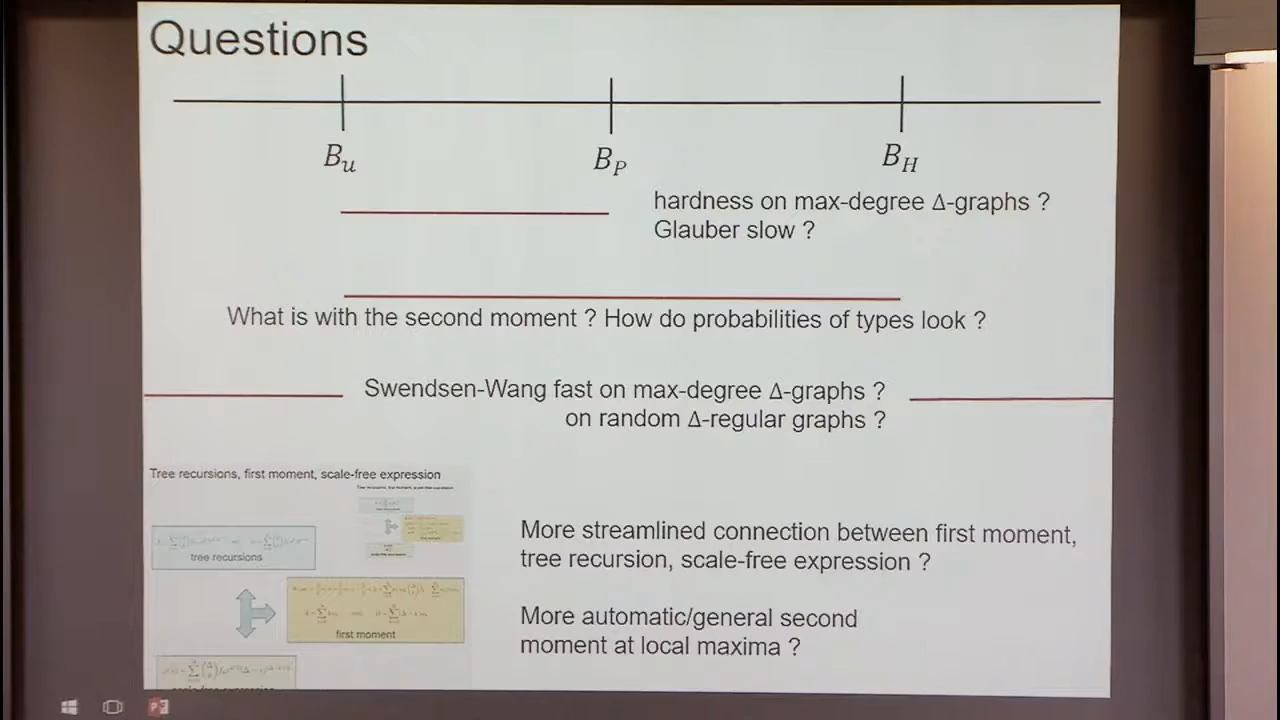 Questions
B_u
B_P
B_H
hardness on max-degree Δ-graphs ?
Glauber slow ?
What is with the second moment ? How do probabilities of types look ?
Swendsen-Wang fast on max-degree Δ-graphs ?
on random Δ-regular graphs ?
Tree recursions, first moment, scale-free expression
tree recursions
first moment
More streamlined connection between first moment,
tree recursion, scale-free expression ?
More automatic/general second
moment at local maxima ?